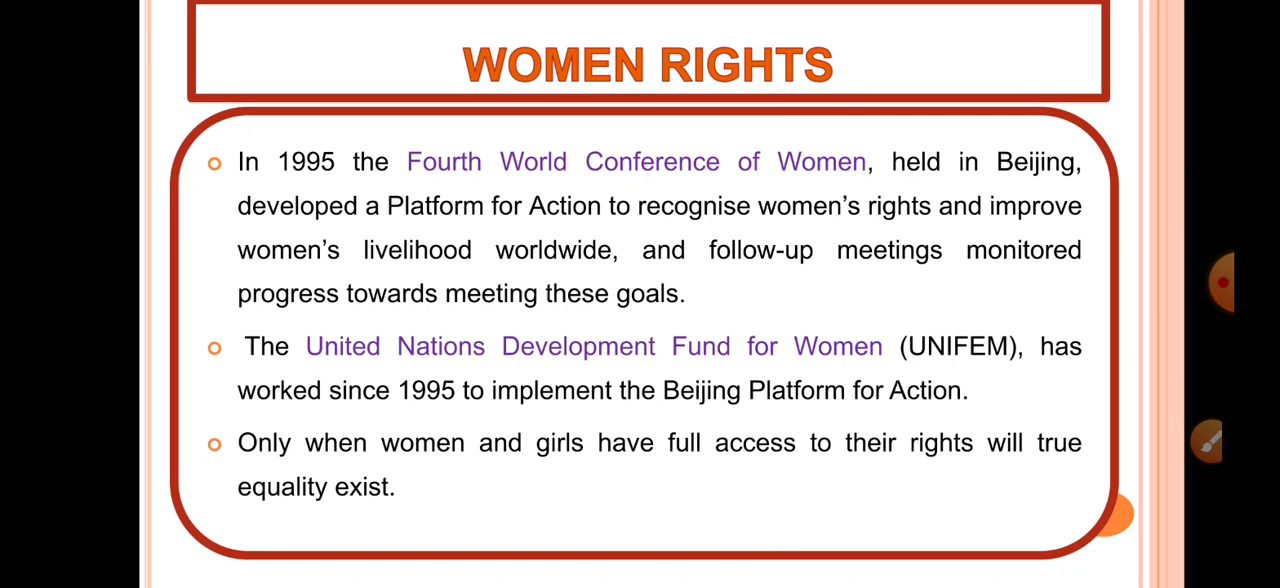 WOMEN RIGHTS
In 1995 the Fourth World Conference of Women, held in Beijing,
developed a Platform for Action to recognise women’s rights and improve
women’s livelihood worldwide, and follow-up meetings monitored
progress towards meeting these goals.
The United Nations Development Fund for Women (UNIFEM), has
worked since 1995 to implement the Beijing Platform for Action.
Only when women and girls have full access to their rights will true
equality exist.